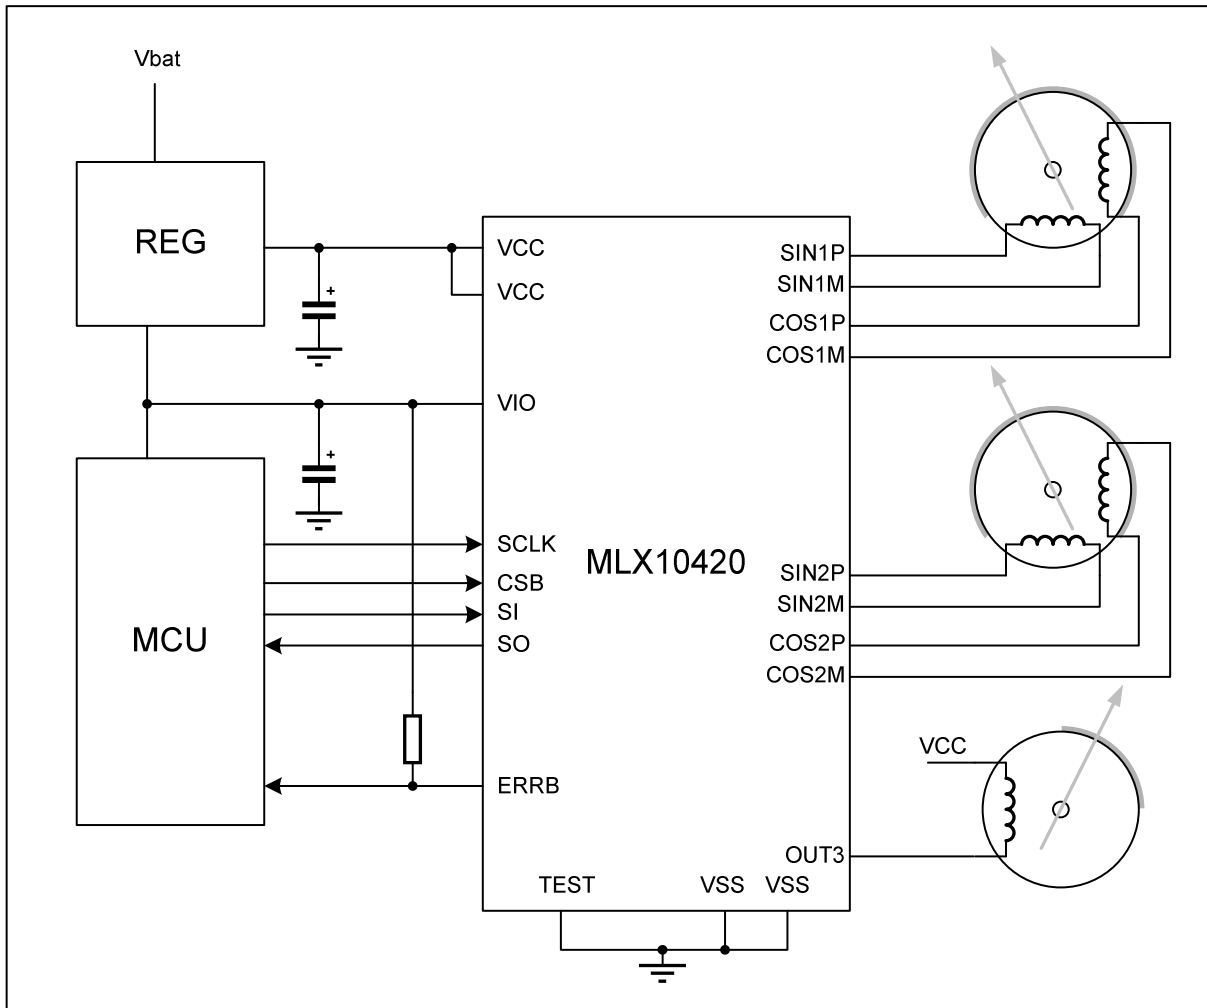 Vbat
REG
+
VCC
VCC
VIO
+
SCLK
CSB
SI
SO
MCU
ERRB
MLX10420
SIN1P
SIN1M
COS1P
COS1M
SIN2P
SIN2M
COS2P
COS2M
VCC
OUT3
TEST VSS VSS